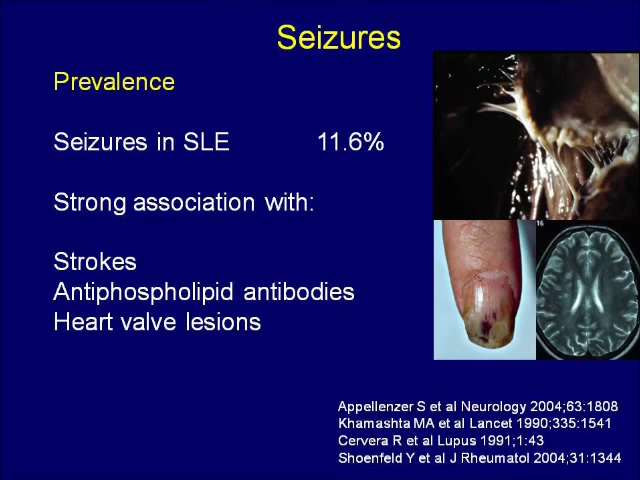 Seizures
Prevalence
Seizures in SLE 11.6%
Strong association with:
Strokes
Antiphospholipid antibodies
Heart valve lesions
16
Appellenzer S et al Neurology 2004;63:1808
Khamashta MA et al Lancet 1990;335:1541
Cervera R et al Lupus 1991;1:43
Shoenfeld Y et al J Rheumatol 2004;31:1344